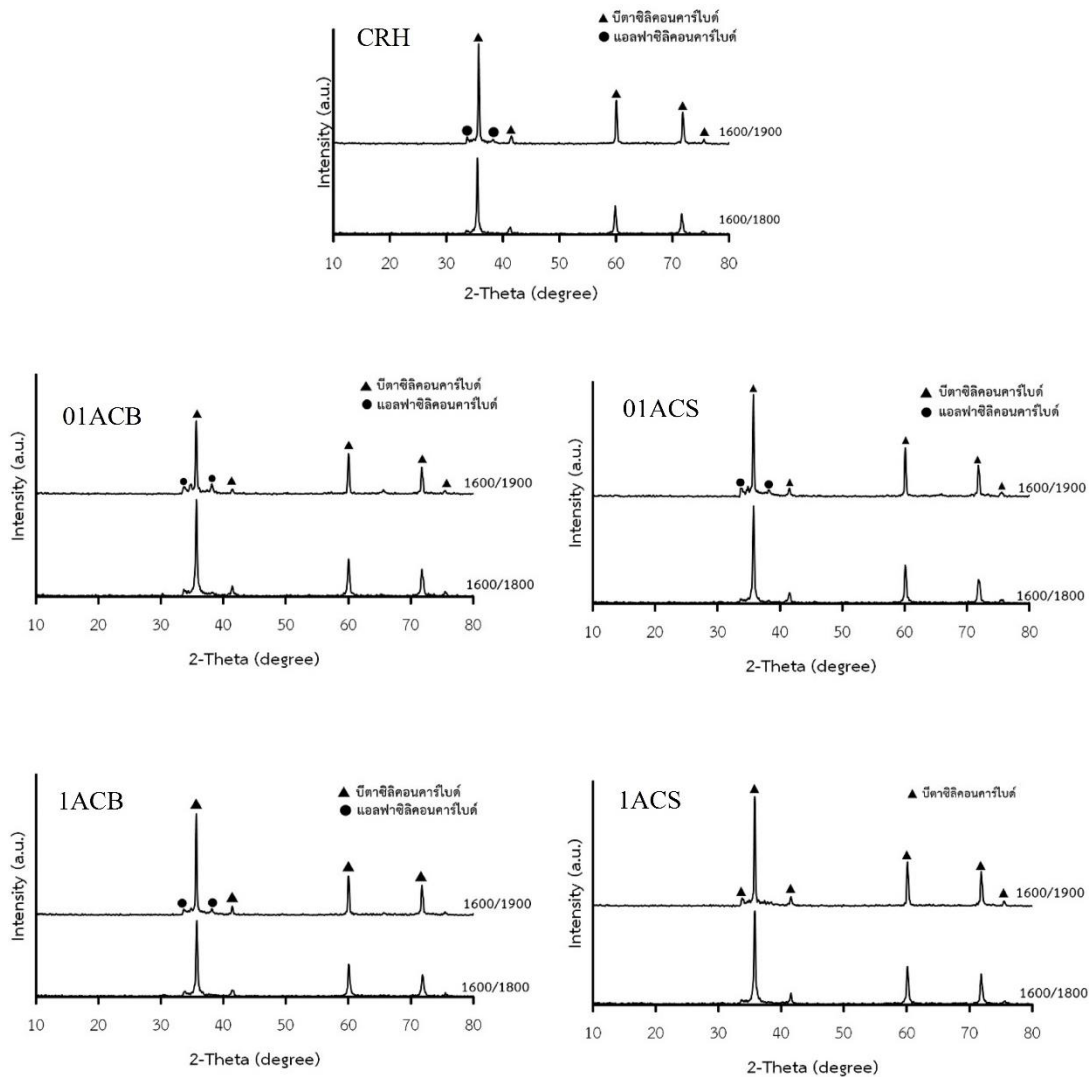 CRH
▲ บีตาซิลิคอนคาร์ไบด์
● แอลฟาซิลิคอนคาร์ไบด์
Intensity (a.u.)
1600/1900
1600/1800
10 20 30 40 50 60 70 80
2-Theta (degree)
01ACB
▲ บีตาซิลิคอนคาร์ไบด์
● แอลฟาซิลิคอนคาร์ไบด์
Intensity (a.u.)
1600/1900
1600/1800
10 20 30 40 50 60 70 80
2-Theta (degree)
01ACS
▲ บีตาซิลิคอนคาร์ไบด์
● แอลฟาซิลิคอนคาร์ไบด์
Intensity (a.u.)
1600/1900
1600/1800
10 20 30 40 50 60 70 80
2-Theta (degree)
1ACB
▲ บีตาซิลิคอนคาร์ไบด์
● แอลฟาซิลิคอนคาร์ไบด์
Intensity (a.u.)
1600/1900
1600/1800
10 20 30 40 50 60 70 80
2-Theta (degree)
1ACS
▲ บีตาซิลิคอนคาร์ไบด์
Intensity (a.u.)
1600/1900
1600/1800
10 20 30 40 50 60 70 80
2-Theta (degree)